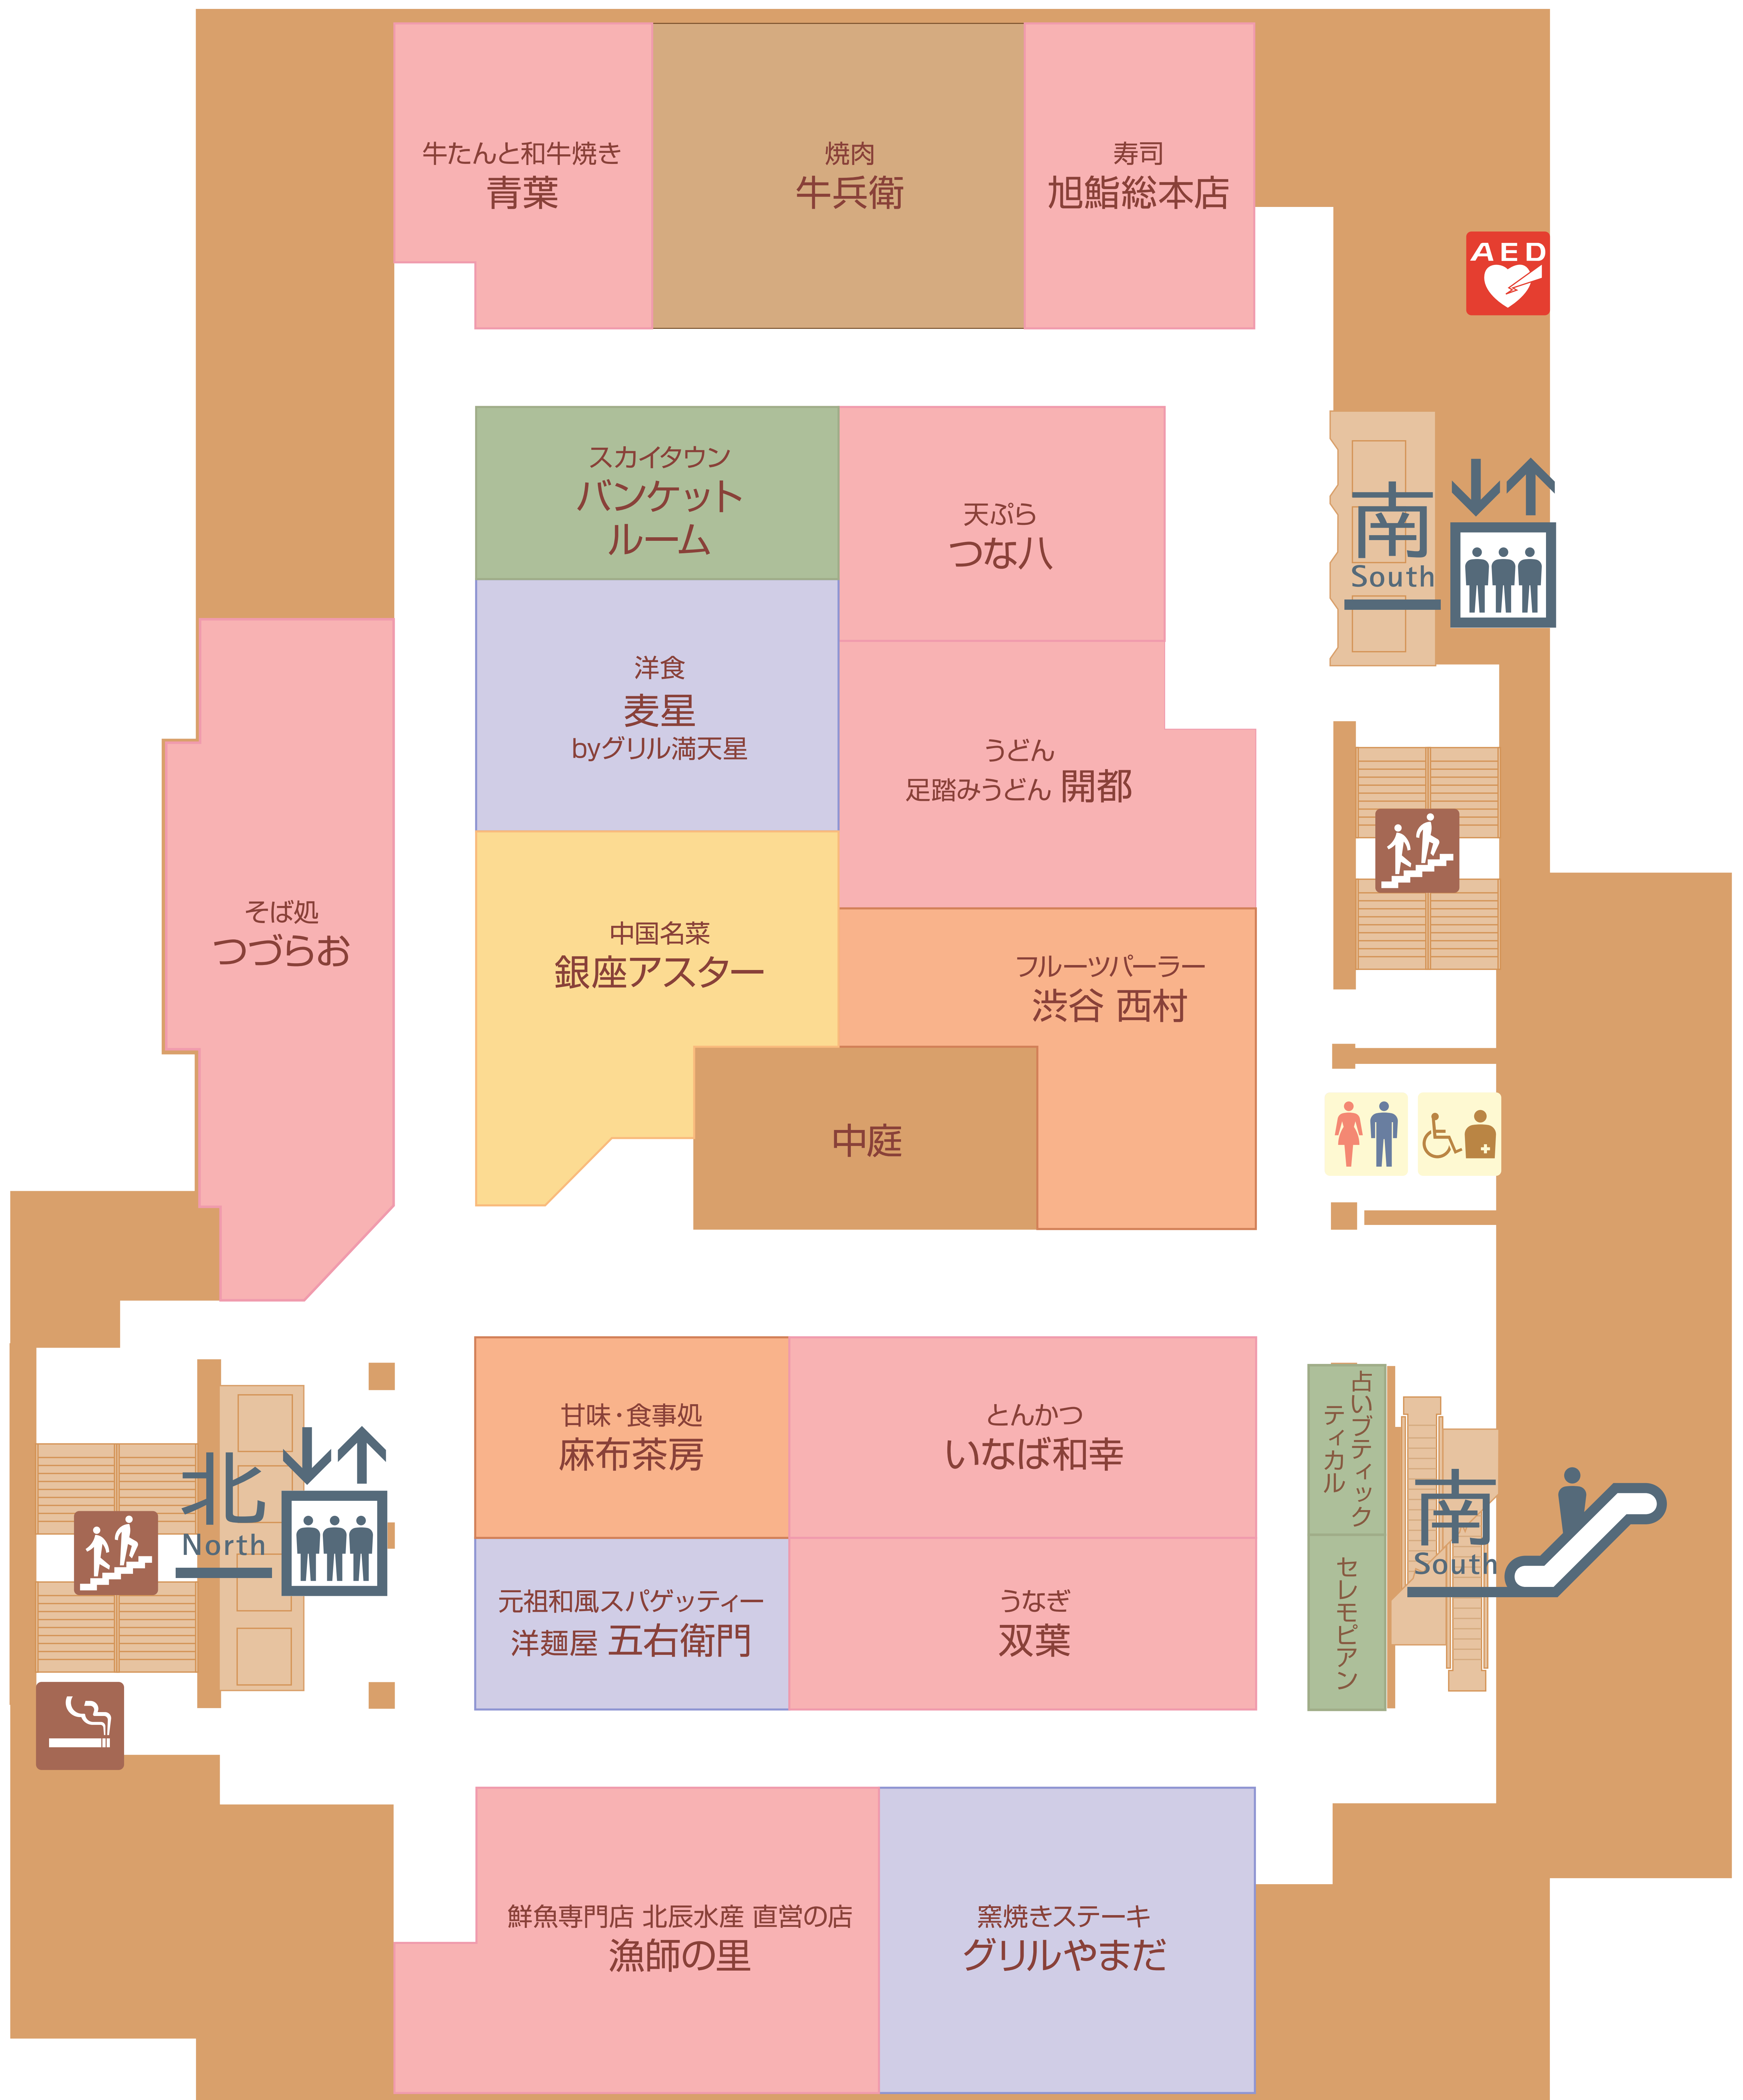 牛たんと和牛焼き
青葉
焼肉
牛兵衛
寿司
旭鮨総本店
AED
スカイタウン
バンケット
ルーム
天ぷら
つな八
南
South
洋食
麦星
byグリル満天星
うどん
足踏みうどん 開都
そば処
つづらお
中国名菜
銀座アスター
フルーツパーラー
渋谷 西村
中庭
甘味・食事処
麻布茶房
とんかつ
いなば和幸
占いブティック
ティカル
北
North
南
South
元祖和風スパゲッティー
洋麺屋 五右衛門
うなぎ
双葉
セレモピアン
鮮魚専門店 北辰水産 直営の店
漁師の里
窯焼きステーキ
グリルやまだ